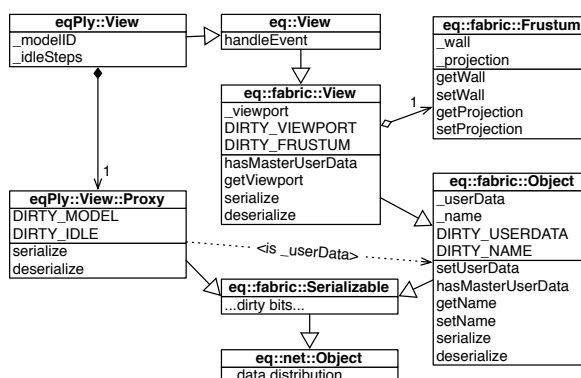 eqPly::View
_modelID
_idleSteps
eq::View
handleEvent
eq::fabric::Frustum
_wall
_projection
getWall
setWall
getProjection
setProjection
eq::fabric::View
_viewport
DIRTY_VIEWPORT
DIRTY_FRUSTUM
hasMasterUserData
getViewport
serialize
deserialize
1
1
eqPly::View::Proxy
DIRTY_MODEL
DIRTY_IDLE
serialize
deserialize
eq::fabric::Object
_userData
_name
DIRTY_USERDATA
DIRTY_NAME
setUserData
hasMasterUserData
getName
setName
serialize
deserialize
<is _userData>
eq::fabric::Serializable
...dirty bits...
eq::net::Object
data distribution